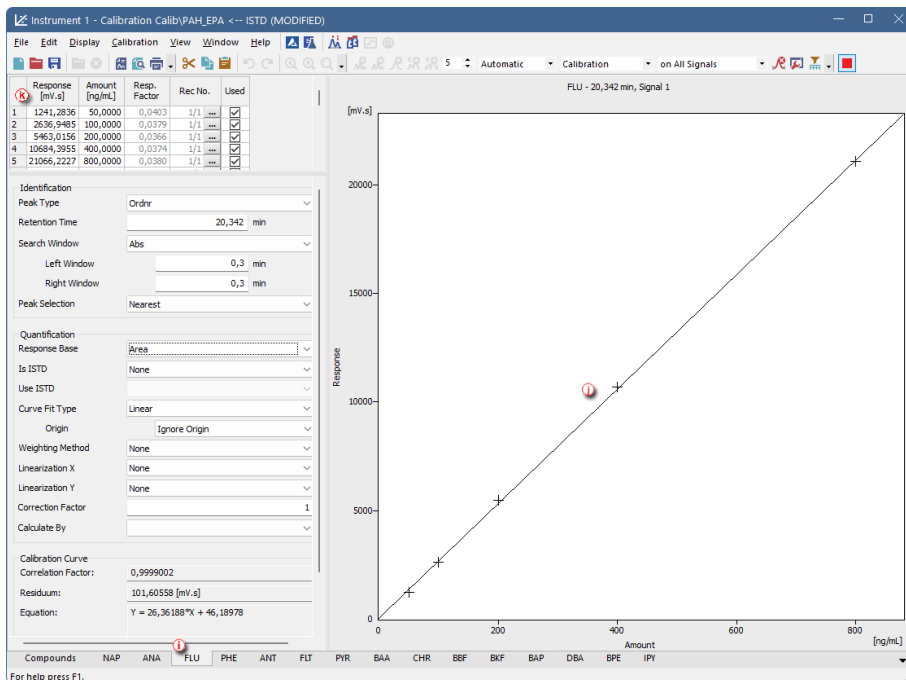 Instrument 1 - Calibration Calib\PAH_EPA <-- ISTD (MODIFIED)
File Edit Display Calibration View Window Help
5 Automatic Calibration on All Signals
k Response [mV.s] Amount [ng/mL] Resp. Factor Rec No. Used
1 1241,2836 50,0000 0,0403 1/1 ...
2 2636,9485 100,0000 0,0379 1/1 ...
3 5463,0156 200,0000 0,0366 1/1 ...
4 10684,3955 400,0000 0,0374 1/1 ...
5 21066,2227 800,0000 0,0380 1/1 ...
Identification
Peak Type Ordnr
Retention Time 20,342 min
Search Window Abs
Left Window 0,3 min
Right Window 0,3 min
Peak Selection Nearest
Quantification
Response Base Area
Is ISTD None
Use ISTD
Curve Fit Type Linear
Origin Ignore Origin
Weighting Method None
Linearization X None
Linearization Y None
Correction Factor 1
Calculate By
Calibration Curve
Correlation Factor: 0,9999002
Residuum: 101,60558 [mV.s]
Equation: Y = 26,36188*X + 46,18978
FLU - 20,342 min, Signal 1
[mV.s]
20000
15000
Response
j
10000
5000
0
0 200 400 600 800
Amount
[ng/mL]
i
Compounds NAP ANA FLU PHE ANT FLT PYR BAA CHR BBF BKF BAP DBA BPE IPY
For help press F1.